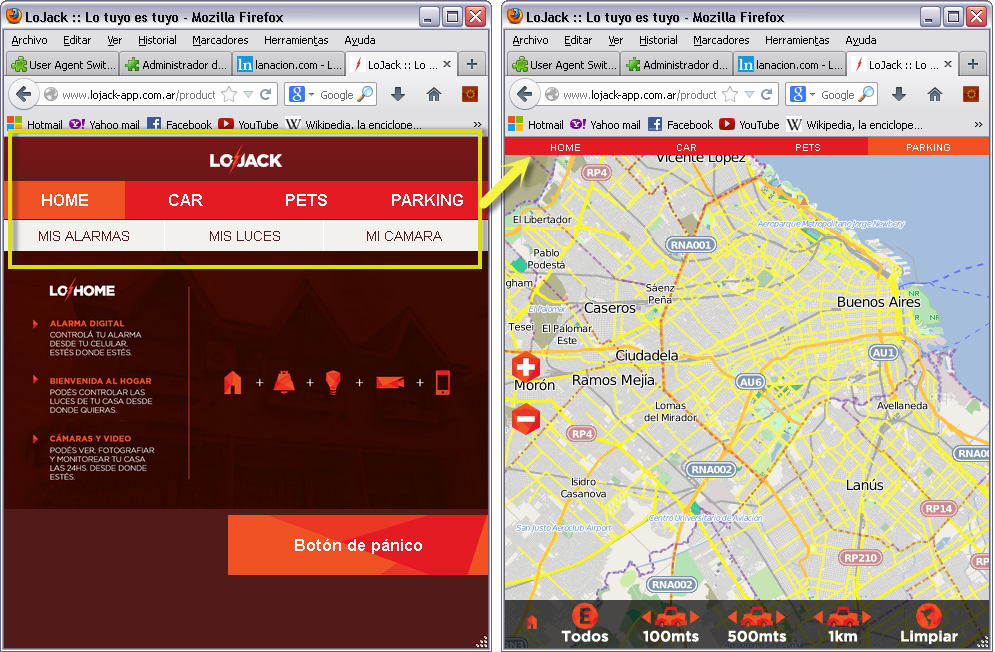 LoJack :: Lo tuyo es tuyo - Mozilla Firefox
Archivo Editar Ver Historial Marcadores Herramientas Ayuda
User Agent Swit... Administrador d... lanacion.com - L... LoJack :: Lo ...
www.lojack-app.com.ar/product Google
Hotmail Yahoo mail Facebook YouTube Wikipedia, la enciclope... »
LOJACK
HOME CAR PETS PARKING
MIS ALARMAS MIS LUCES MI CAMARA
LO/HOME
ALARMA DIGITAL
CONTROLÁ TU ALARMA
DESDE TU CELULAR.
ESTÉS DONDE ESTÉS.
BIENVENIDA AL HOGAR
PODÉS CONTROLAR LAS
LUCES DE TU CASA DESDE
DONDE QUIERAS.
CÁMARAS Y VIDEO
PODÉS VER, FOTOGRAFIAR
Y MONITOREAR TU CASA
LAS 24HS. DESDE DONDE
ESTÉS.
+ + + +
Botón de pánico
LoJack :: Lo tuyo es tuyo - Mozilla Firefox
Archivo Editar Ver Historial Marcadores Herramientas Ayuda
User Agent Swit... Administrador d... lanacion.com - L... LoJack :: Lo ...
www.lojack-app.com.ar/product Google
Hotmail Yahoo mail Facebook YouTube Wikipedia, la enciclope... »
HOME CAR PETS PARKING
Vicente López
RP4
El Libertador
Aeroparque Metropolitano Jorge Newbery
RNA001
Pablo
Podestá
gham
Sáenz
Peña
NR
Buenos Aires
El Palomar
Caseros
NR NR
Tesei
El Palomar
Este
Ciudadela
AU1
Morón
Ramos Mejía
AU6
Lomas
del Mirador
Avellaneda
RP4
RNA00
RNA002
Isidro
Casanova
Lanús
RP14
San Justo Aeroclub Airport
Centro Universitario de Aviación
RP210
RP5
RNA002
E
Todos 100mts 500mts 1km Limpiar